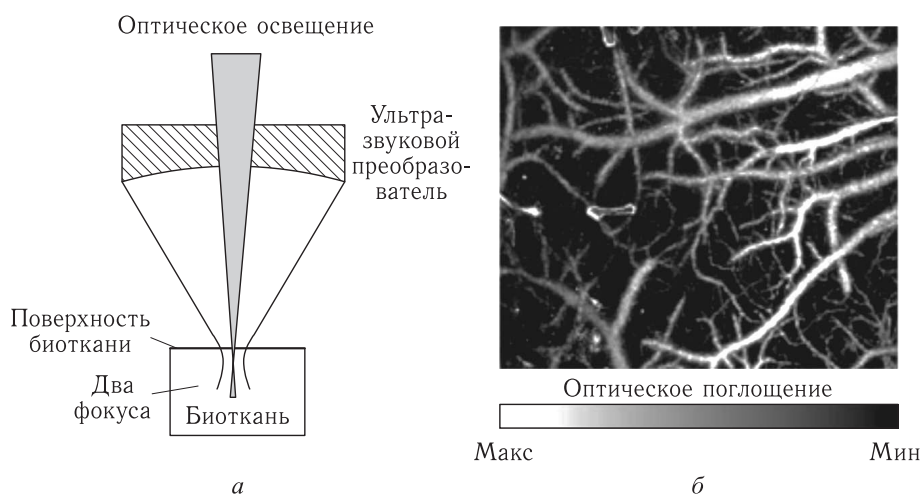 Оптическое освещение
Ультра-
звуковой
преобразо-
ватель
Поверхность
биоткани
Два
фокуса
Биоткань
а
Оптическое поглощение
Макс
Мин
б